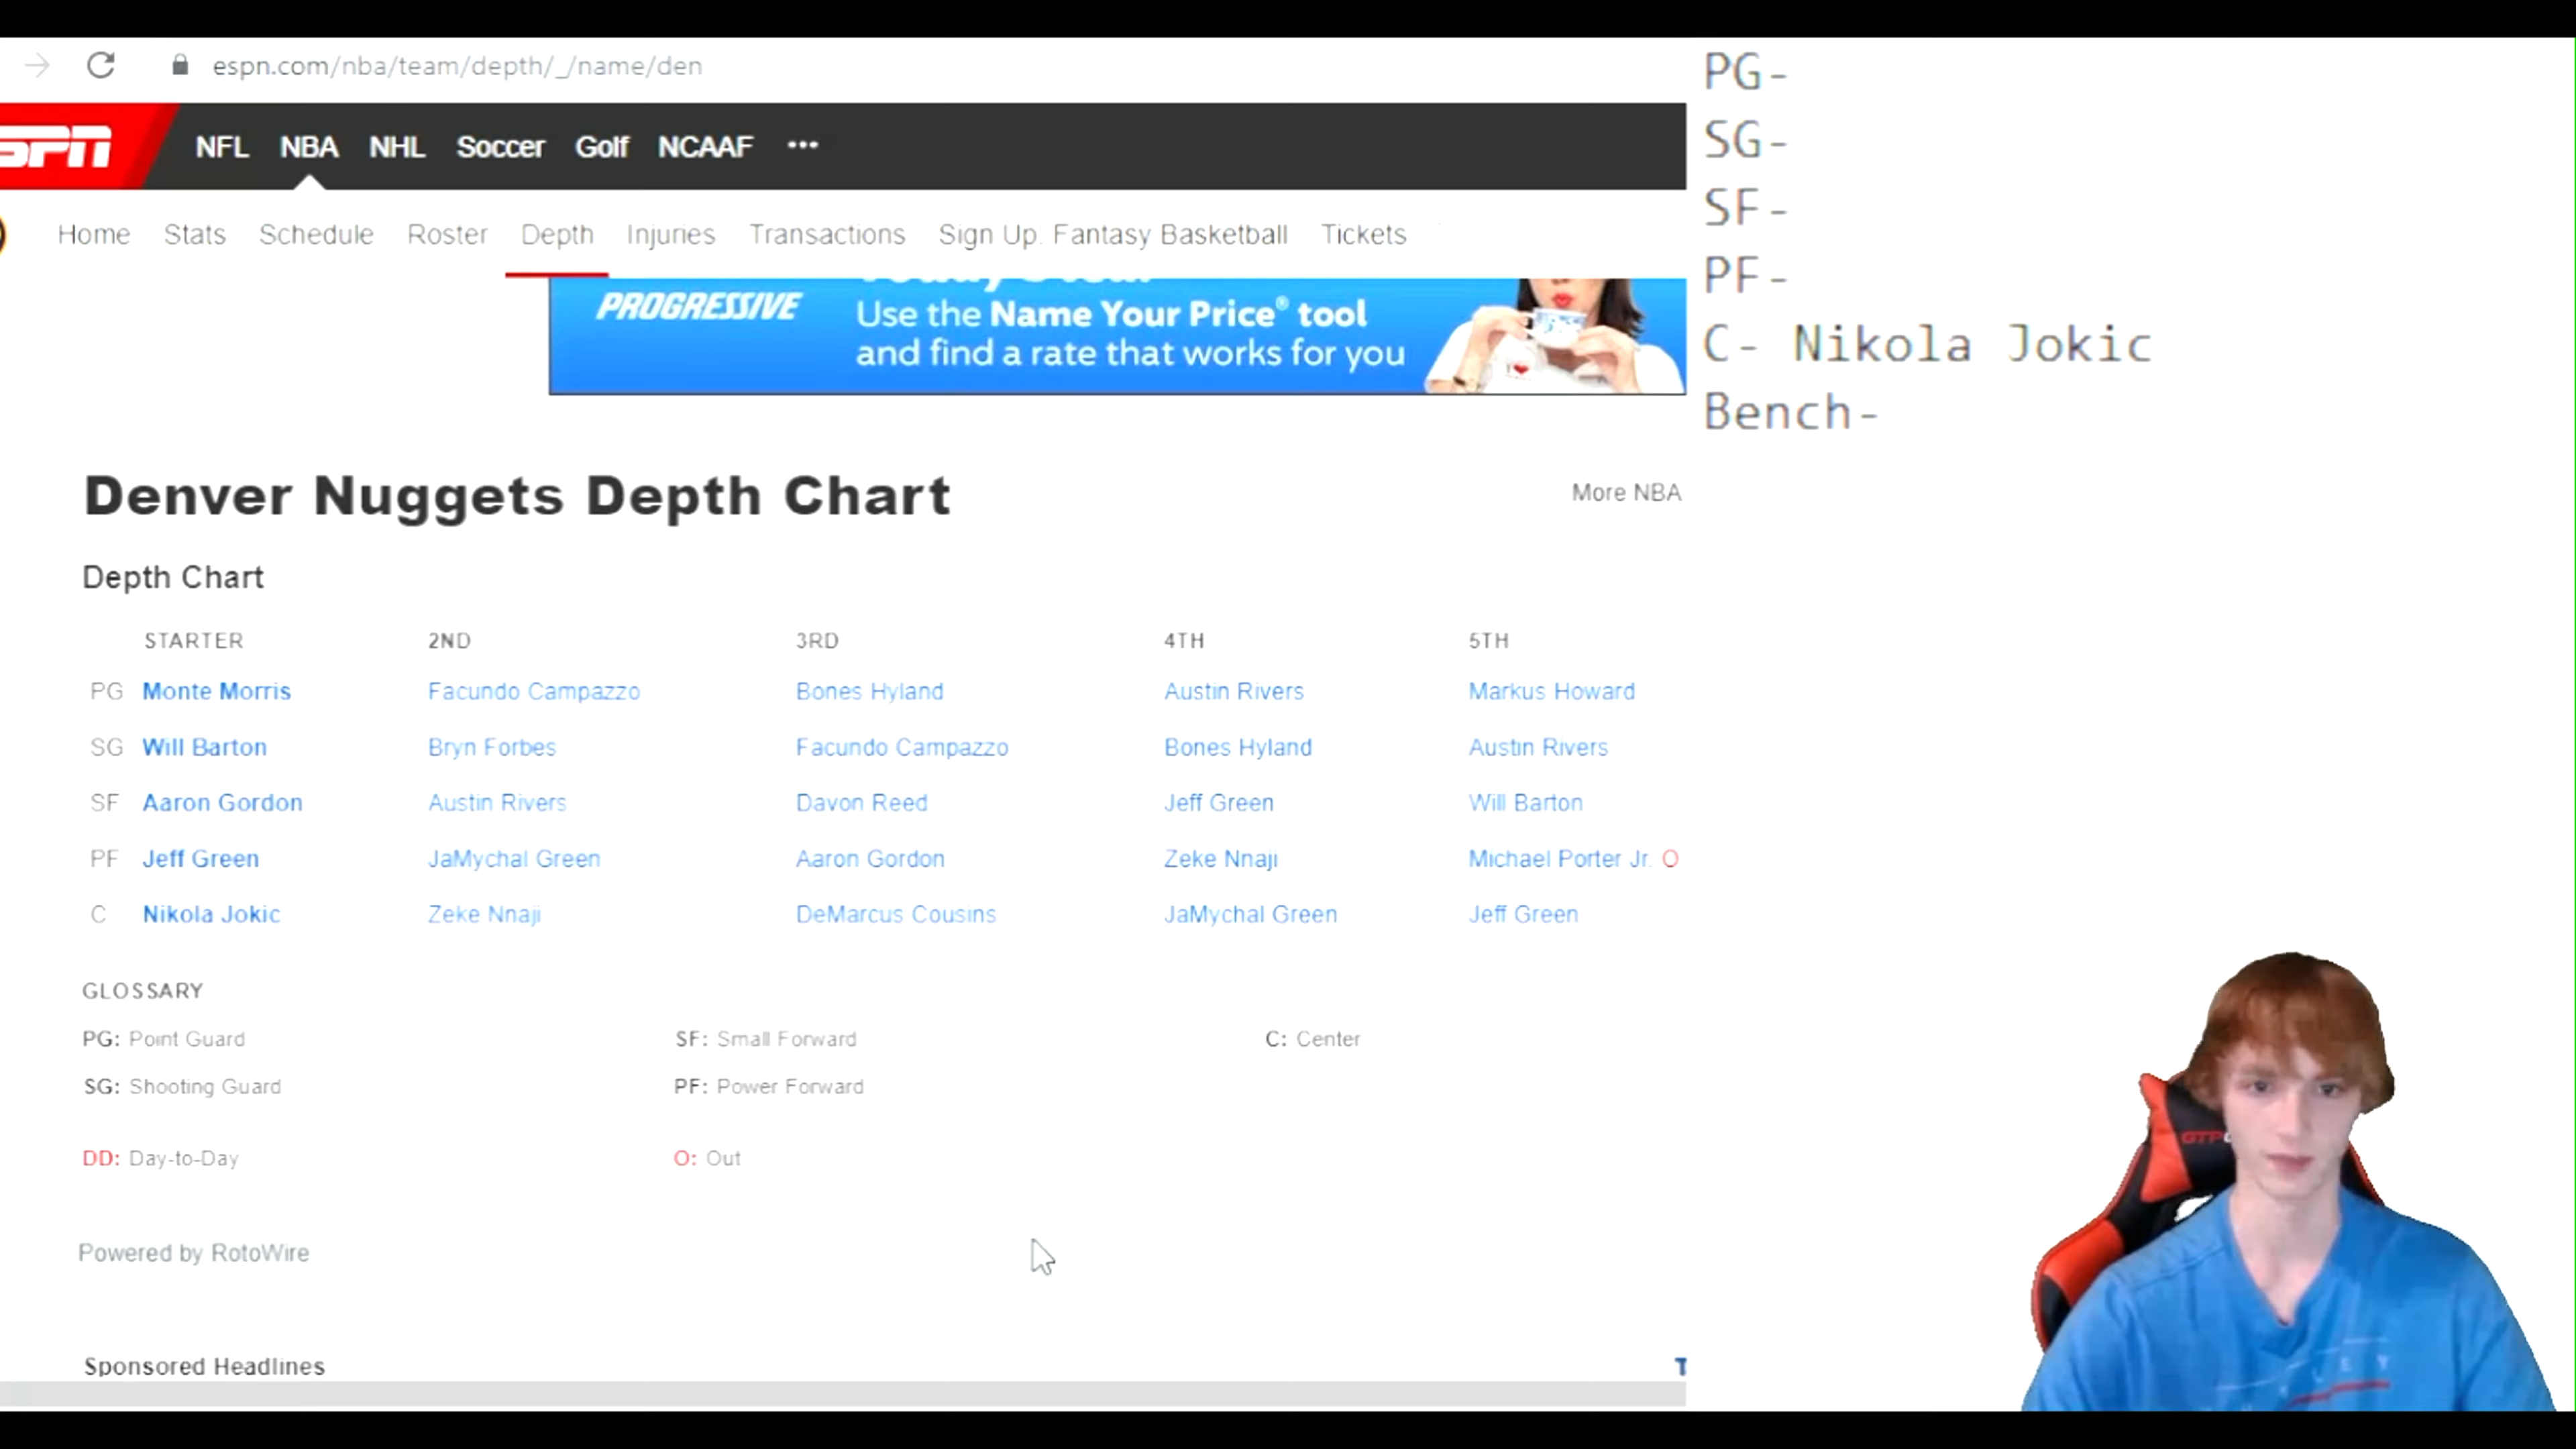 espn.com/nba/team/depth/_/name/den
NFL NBA NHL Soccer Golf NCAAF ...
Home Stats Schedule Roster Depth Injuries Transactions Sign Up. Fantasy Basketball Tickets
PROGRESSIVE
Use the Name Your Price® tool
and find a rate that works for you
Denver Nuggets Depth Chart
More NBA
Depth Chart
STARTER 2ND 3RD 4TH 5TH
PG Monte Morris Facundo Campazzo Bones Hyland Austin Rivers Markus Howard
SG Will Barton Bryn Forbes Facundo Campazzo Bones Hyland Austin Rivers
SF Aaron Gordon Austin Rivers Davon Reed Jeff Green Will Barton
PF Jeff Green JaMychal Green Aaron Gordon Zeke Nnaji Michael Porter Jr. O
C Nikola Jokic Zeke Nnaji DeMarcus Cousins JaMychal Green Jeff Green
GLOSSARY
PG: Point Guard SF: Small Forward C: Center
SG: Shooting Guard PF: Power Forward
DD: Day-to-Day O: Out
Powered by RotoWire
Sponsored Headlines
PG-
SG-
SF-
PF-
C- Nikola Jokic
Bench-